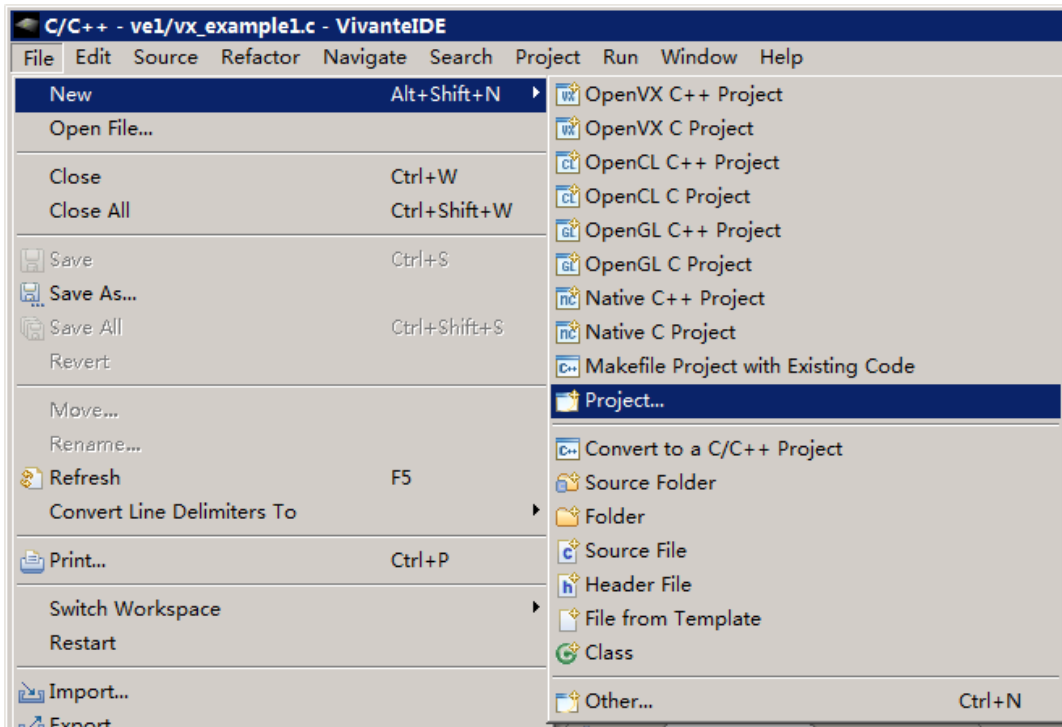 C/C++ - ve1/vx_example1.c - VivanteIDE
File Edit Source Refactor Navigate Search Project Run Window Help
New Alt+Shift+N
Open File...
Close Ctrl+W
Close All Ctrl+Shift+W
Save Ctrl+S
Save As...
Save All Ctrl+Shift+S
Revert
Move...
Rename...
Refresh F5
Convert Line Delimiters To
Print... Ctrl+P
Switch Workspace
Restart
Import...
Export
OpenVX C++ Project
OpenVX C Project
OpenCL C++ Project
OpenCL C Project
OpenGL C++ Project
OpenGL C Project
Native C++ Project
Native C Project
Makefile Project with Existing Code
Project...
Convert to a C/C++ Project
Source Folder
Folder
Source File
Header File
File from Template
Class
Other... Ctrl+N